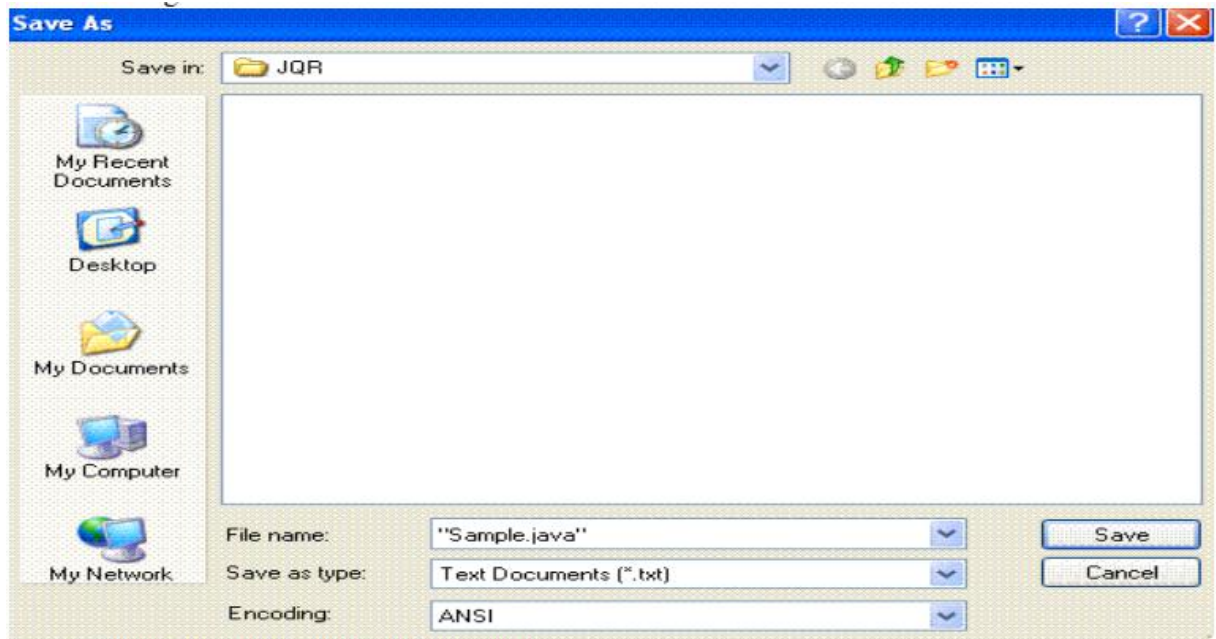 Save As
Save in:
JQR
My Recent
Documents
Desktop
My Documents
My Computer
My Network
File name:
"Sample.java"
Save
Save as type:
Text Documents (*.txt)
Cancel
Encoding:
ANSI